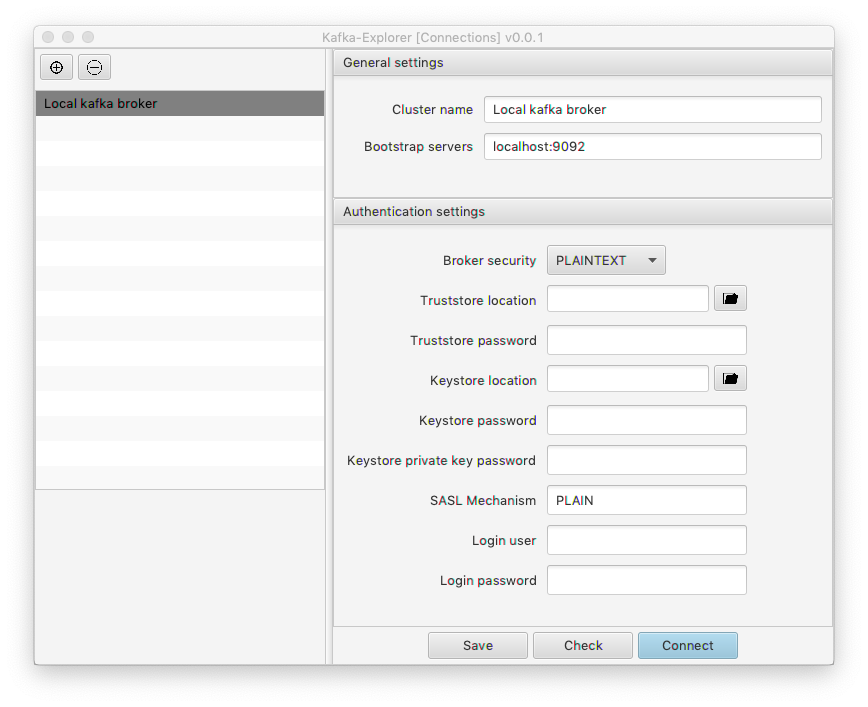 Kafka-Explorer [Connections] v0.0.1
Local kafka broker
General settings
Cluster name Local kafka broker
Bootstrap servers localhost:9092
Authentication settings
Broker security PLAINTEXT
Truststore location
Truststore password
Keystore location
Keystore password
Keystore private key password
SASL Mechanism PLAIN
Login user
Login password
Save Check Connect